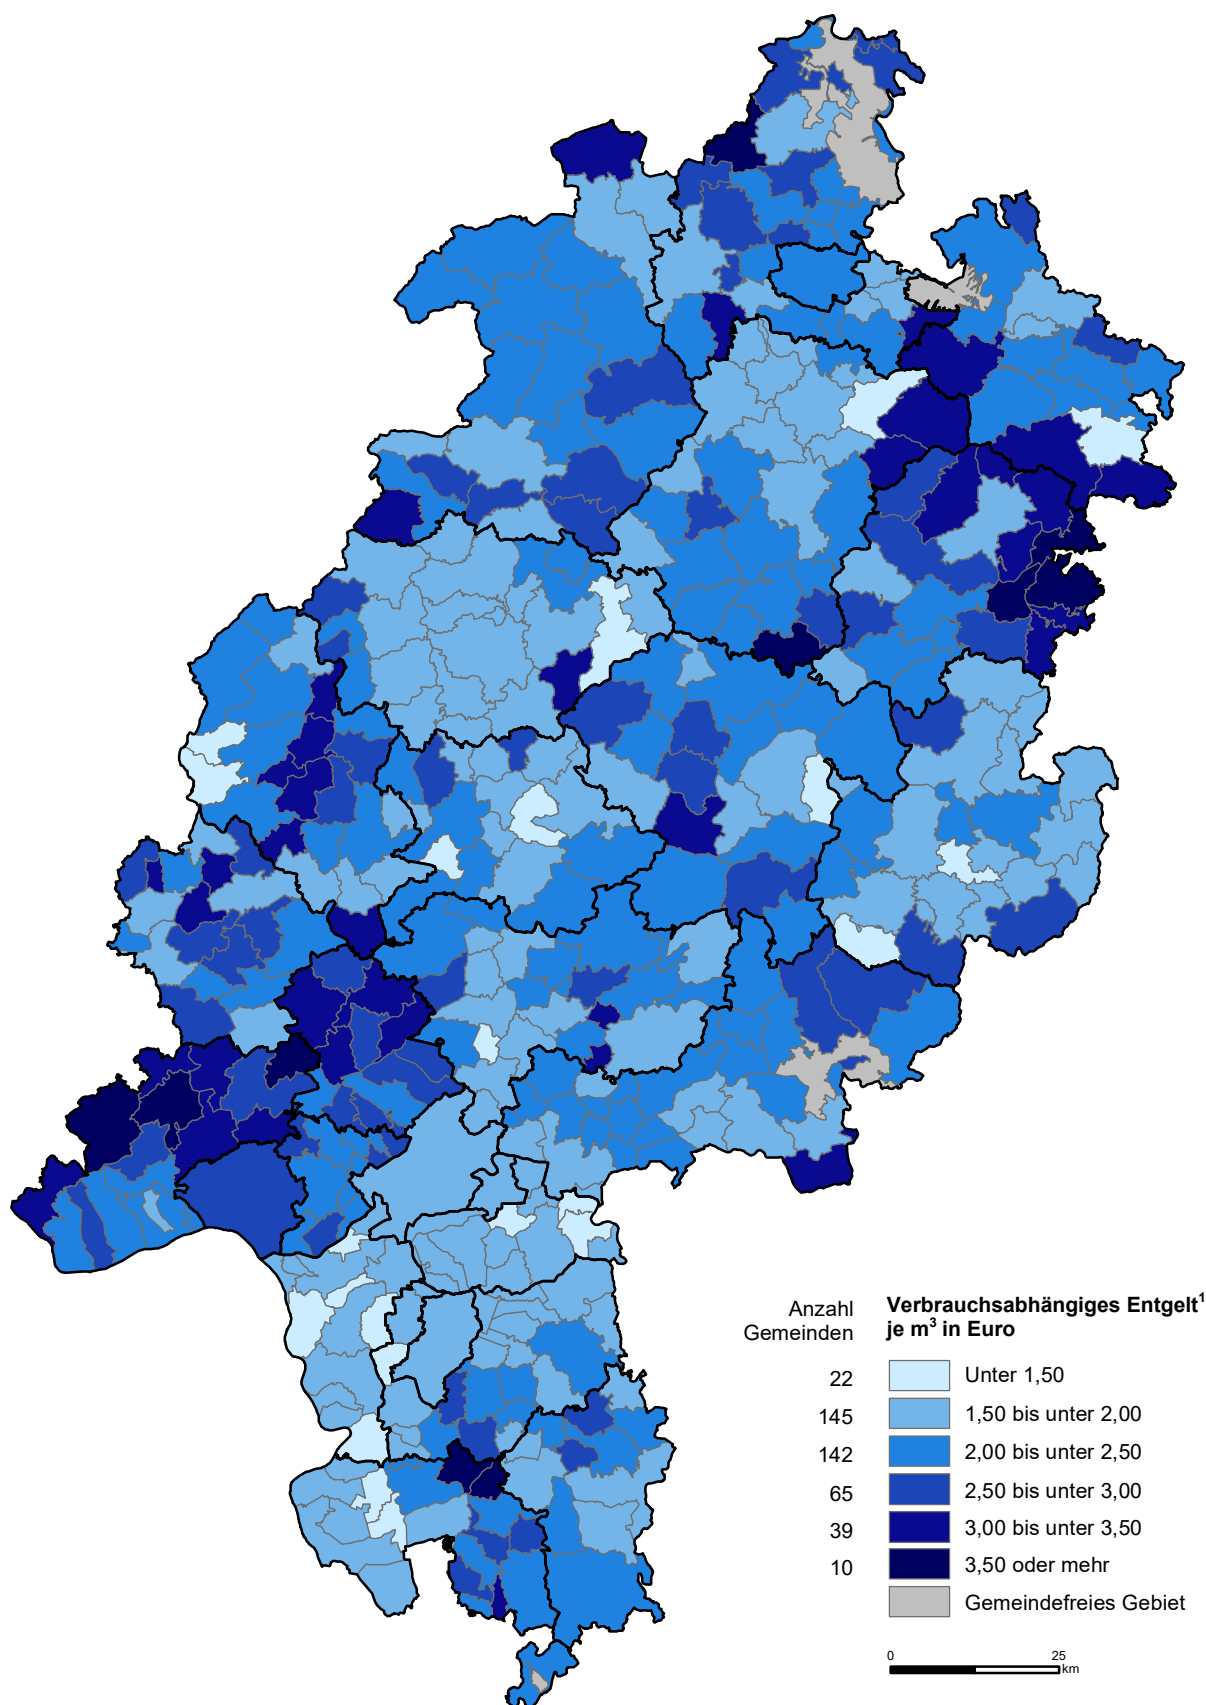 Anzahl
Gemeinden
Verbrauchsabhängiges Entgelt¹
je m³ in Euro
22 Unter 1,50
145 1,50 bis unter 2,00
142 2,00 bis unter 2,50
65 2,50 bis unter 3,00
39 3,00 bis unter 3,50
10 3,50 oder mehr
Gemeindefreies Gebiet
0 25
km